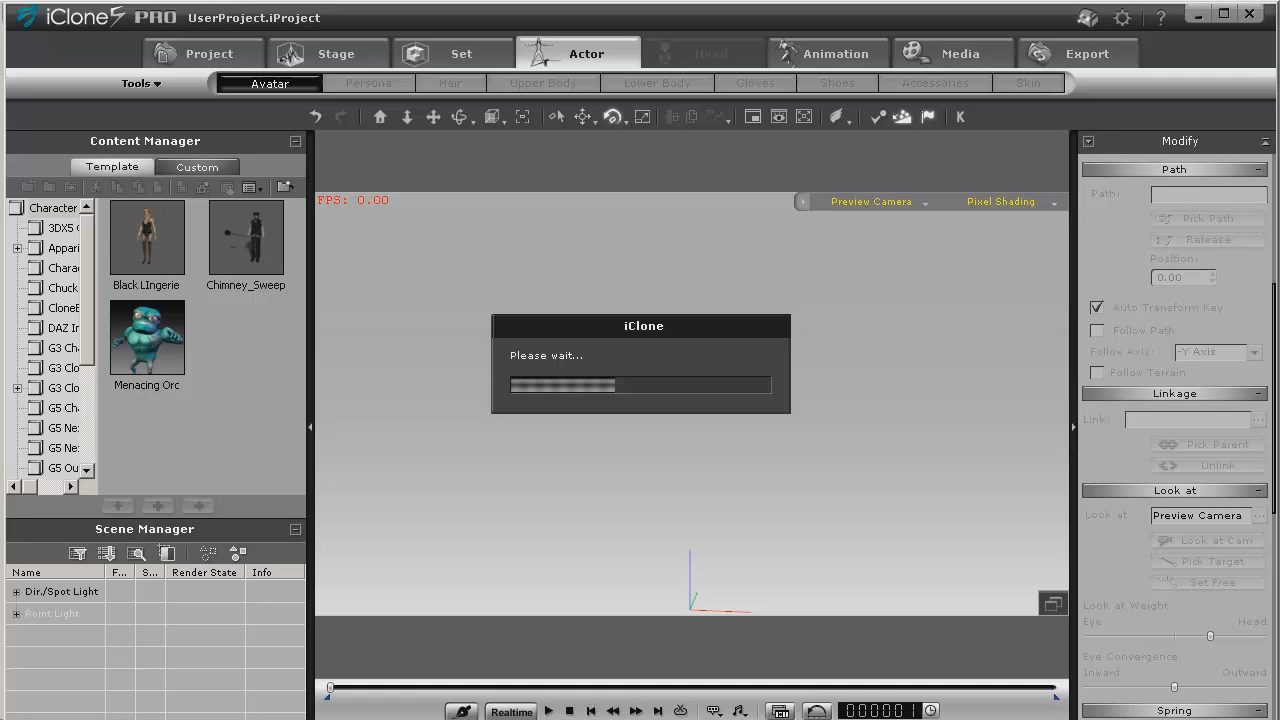 iClone5 PRO UserProject.iProject ?
Project Stage Set Actor Head Animation Media Export
Tools Avatar Persona Hair Upper Body Lower Body Gloves Shoes Accessories Skin
K
Content Manager
Template Custom
Character
3DX5 C
Appari
Chara
Chuck
CloneB
DAZ In
G3 Ch
G3 Clo
G3 Clo
G5 Ch
G5 Ne
G5 Ne
G5 Ou
Black LIngerie Chimney_Sweep
Menacing Orc
Scene Manager
Name F... S... Render State Info
Dir./Spot Light
Point Light
FPS: 0.00 Preview Camera Pixel Shading
iClone
Please wait...
Realtime 000001
Modify
Path
Path:
Pick Path
Release
Position:
0.00
Auto Transform Key
Follow Path
Follow Axis: -Y Axis
Follow Terrain
Linkage
Link: ...
Pick Parent
Unlink
Look at
Look at Preview Camera ...
Look at Cam
Pick Target
Set Free
Look at Weight
Eye Head
Eye Convergence
Inward Outward
Spring